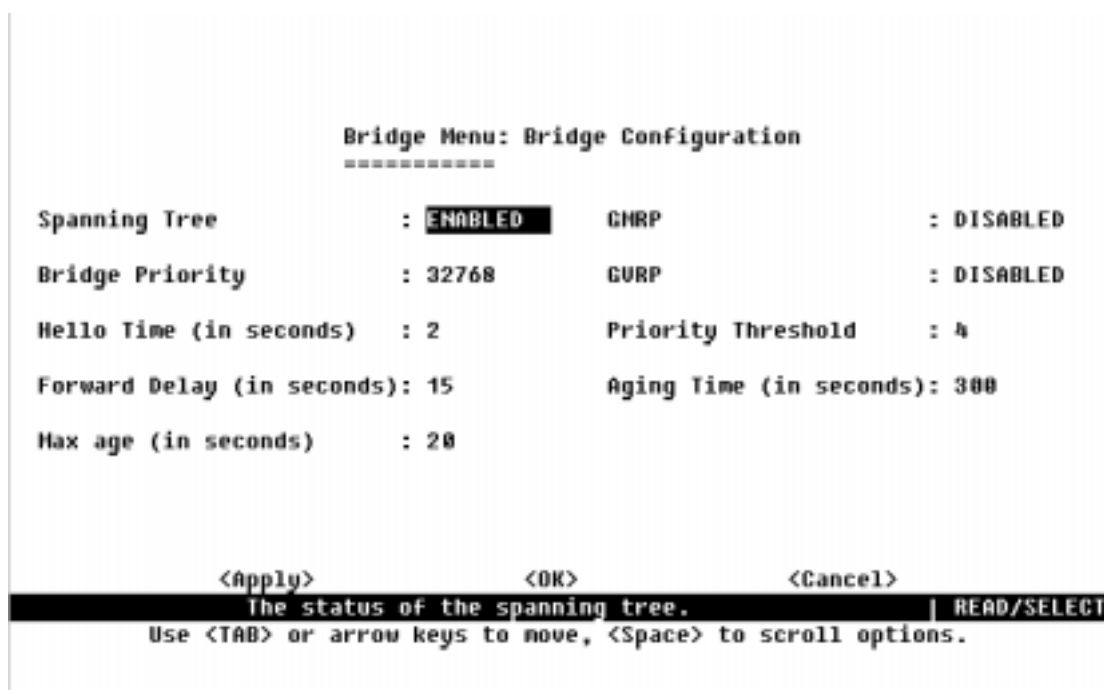 Bridge Menu: Bridge Configuration
===========
Spanning Tree : ENABLED GMRP : DISABLED
Bridge Priority : 32768 GVRP : DISABLED
Hello Time (in seconds) : 2 Priority Threshold : 4
Forward Delay (in seconds): 15 Aging Time (in seconds): 300
Max age (in seconds) : 20
<Apply> <OK> <Cancel>
The status of the spanning tree. | READ/SELECT
Use <TAB> or arrow keys to move, <Space> to scroll options.